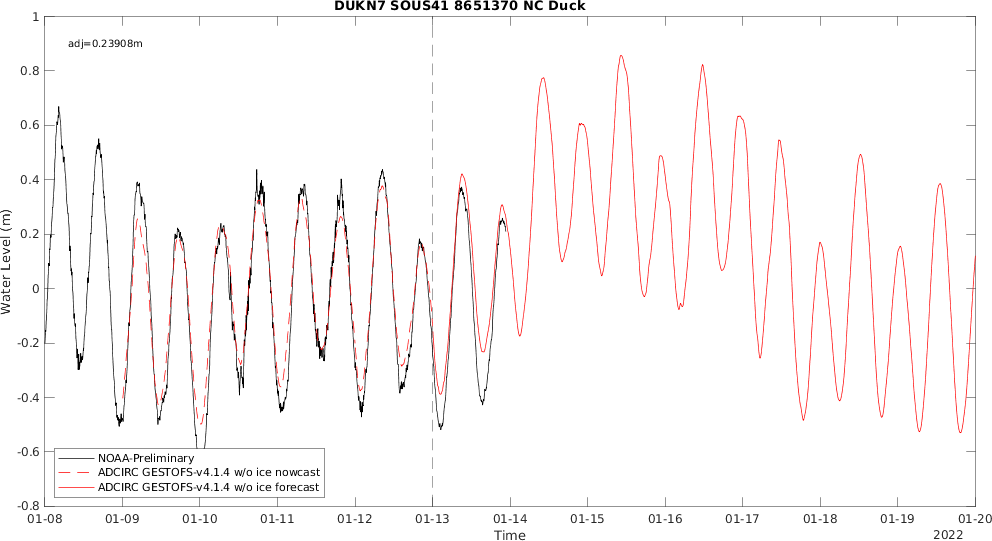 DUKN7 SOUS41 8651370 NC Duck
adj=0.23908m
Water Level (m)
1
0.8
0.6
0.4
0.2
0
-0.2
-0.4
-0.6
-0.8
NOAA-Preliminary
ADCIRC GESTOFS-v4.1.4 w/o ice nowcast
ADCIRC GESTOFS-v4.1.4 w/o ice forecast
01-08 01-09 01-10 01-11 01-12 01-13 01-14 01-15 01-16 01-17 01-18 01-19 01-20
Time
2022